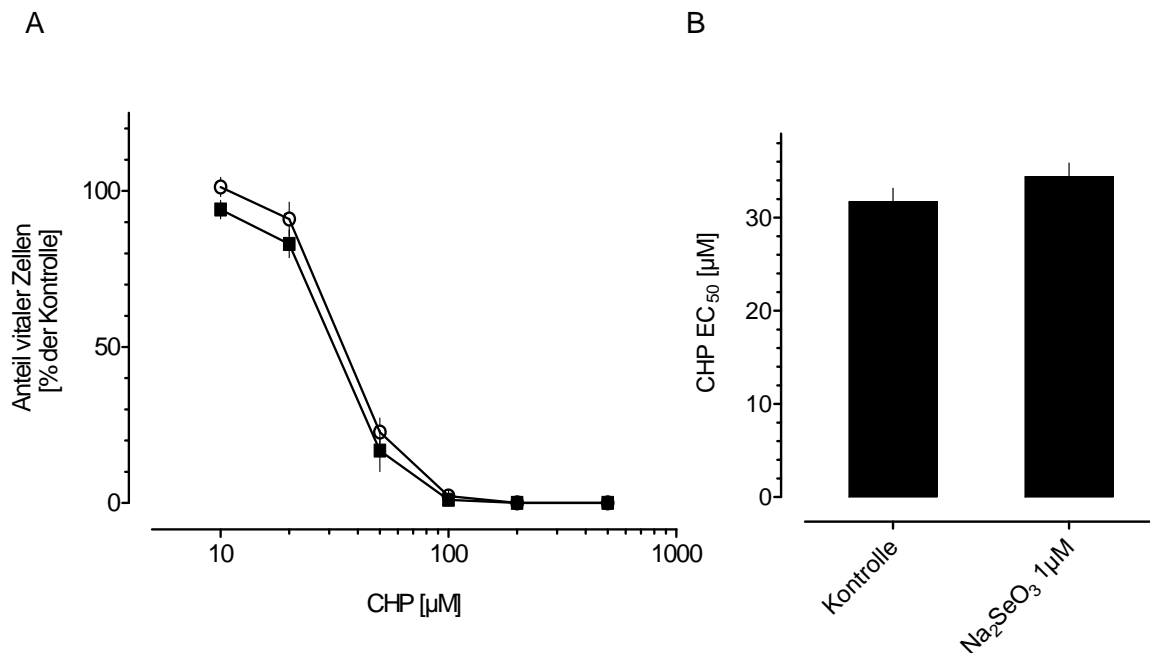 A
B
Anteil vitaler Zellen
[% der Kontrolle]
100
50
0
10
100
1000
CHP [µM]
CHP EC₅₀ [µM]
30
20
10
0
Kontrolle
Na₂SeO₃ 1µM